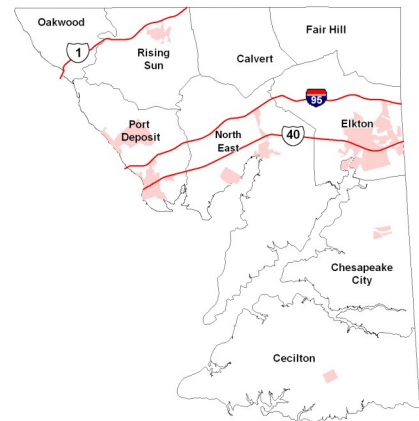 Oakwood
Fair Hill
1
Rising
Sun
Calvert
95
Port
Deposit
North
East
40
Elkton
Chesapeake
City
Cecilton